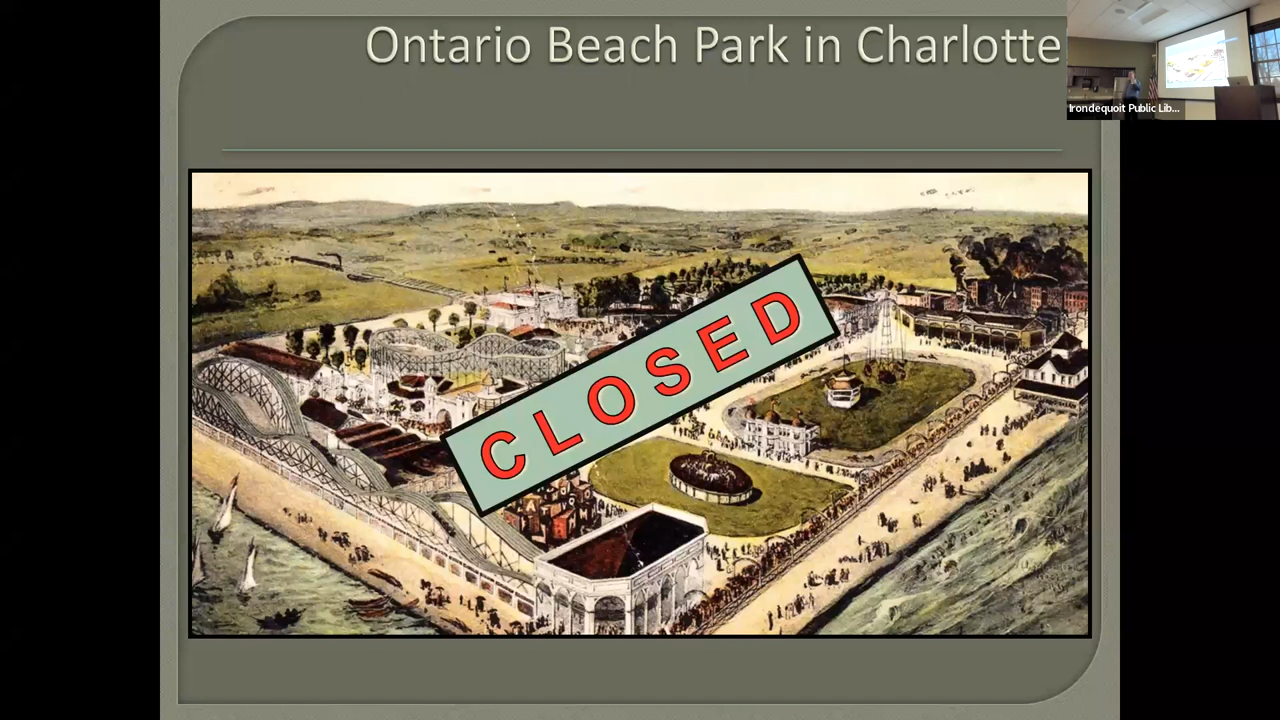 Ontario Beach Park in Charlotte
Irondequoit Public Lib...
CLOSED